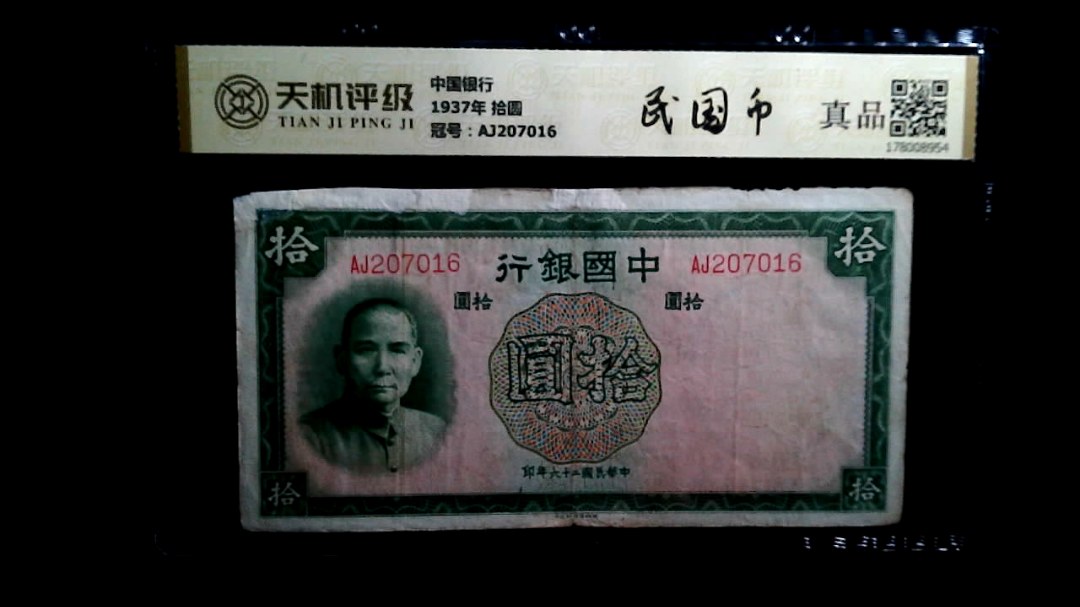 天机评级
TIAN JI PING JI
中国银行
1937年 拾圆
冠号：AJ207016
民国币
真品
178008954
拾
拾
AJ207016
行銀國中
AJ207016
圓拾
圓拾
圓拾
印年六十二國民華中
拾
拾